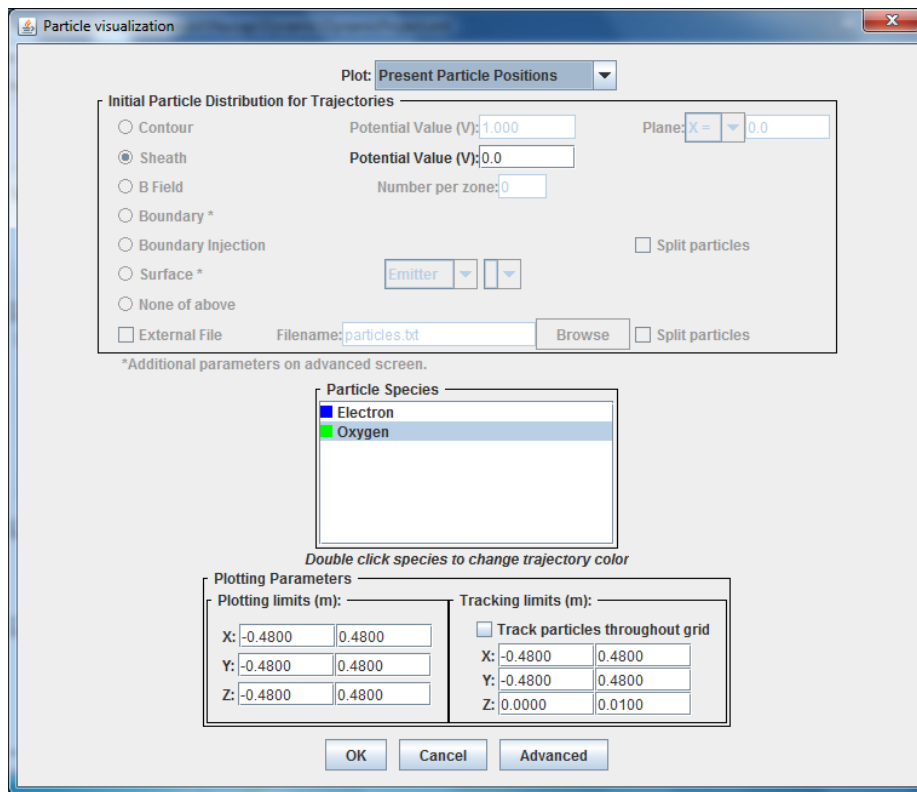 Particle visualization
Plot: Present Particle Positions
Initial Particle Distribution for Trajectories
Contour Potential Value (V): 1.000 Plane: X = 0.0
Sheath Potential Value (V): 0.0
B Field Number per zone: 0
Boundary *
Boundary Injection Split particles
Surface * Emitter
None of above
External File Filename: particles.txt Browse Split particles
*Additional parameters on advanced screen.
Particle Species
Electron
Oxygen
Double click species to change trajectory color
Plotting Parameters
Plotting limits (m): Tracking limits (m):
Track particles throughout grid
X: -0.4800 0.4800
Y: -0.4800 0.4800
Z: -0.4800 0.4800
X: -0.4800 0.4800
Y: -0.4800 0.4800
Z: 0.0000 0.0100
OK Cancel Advanced